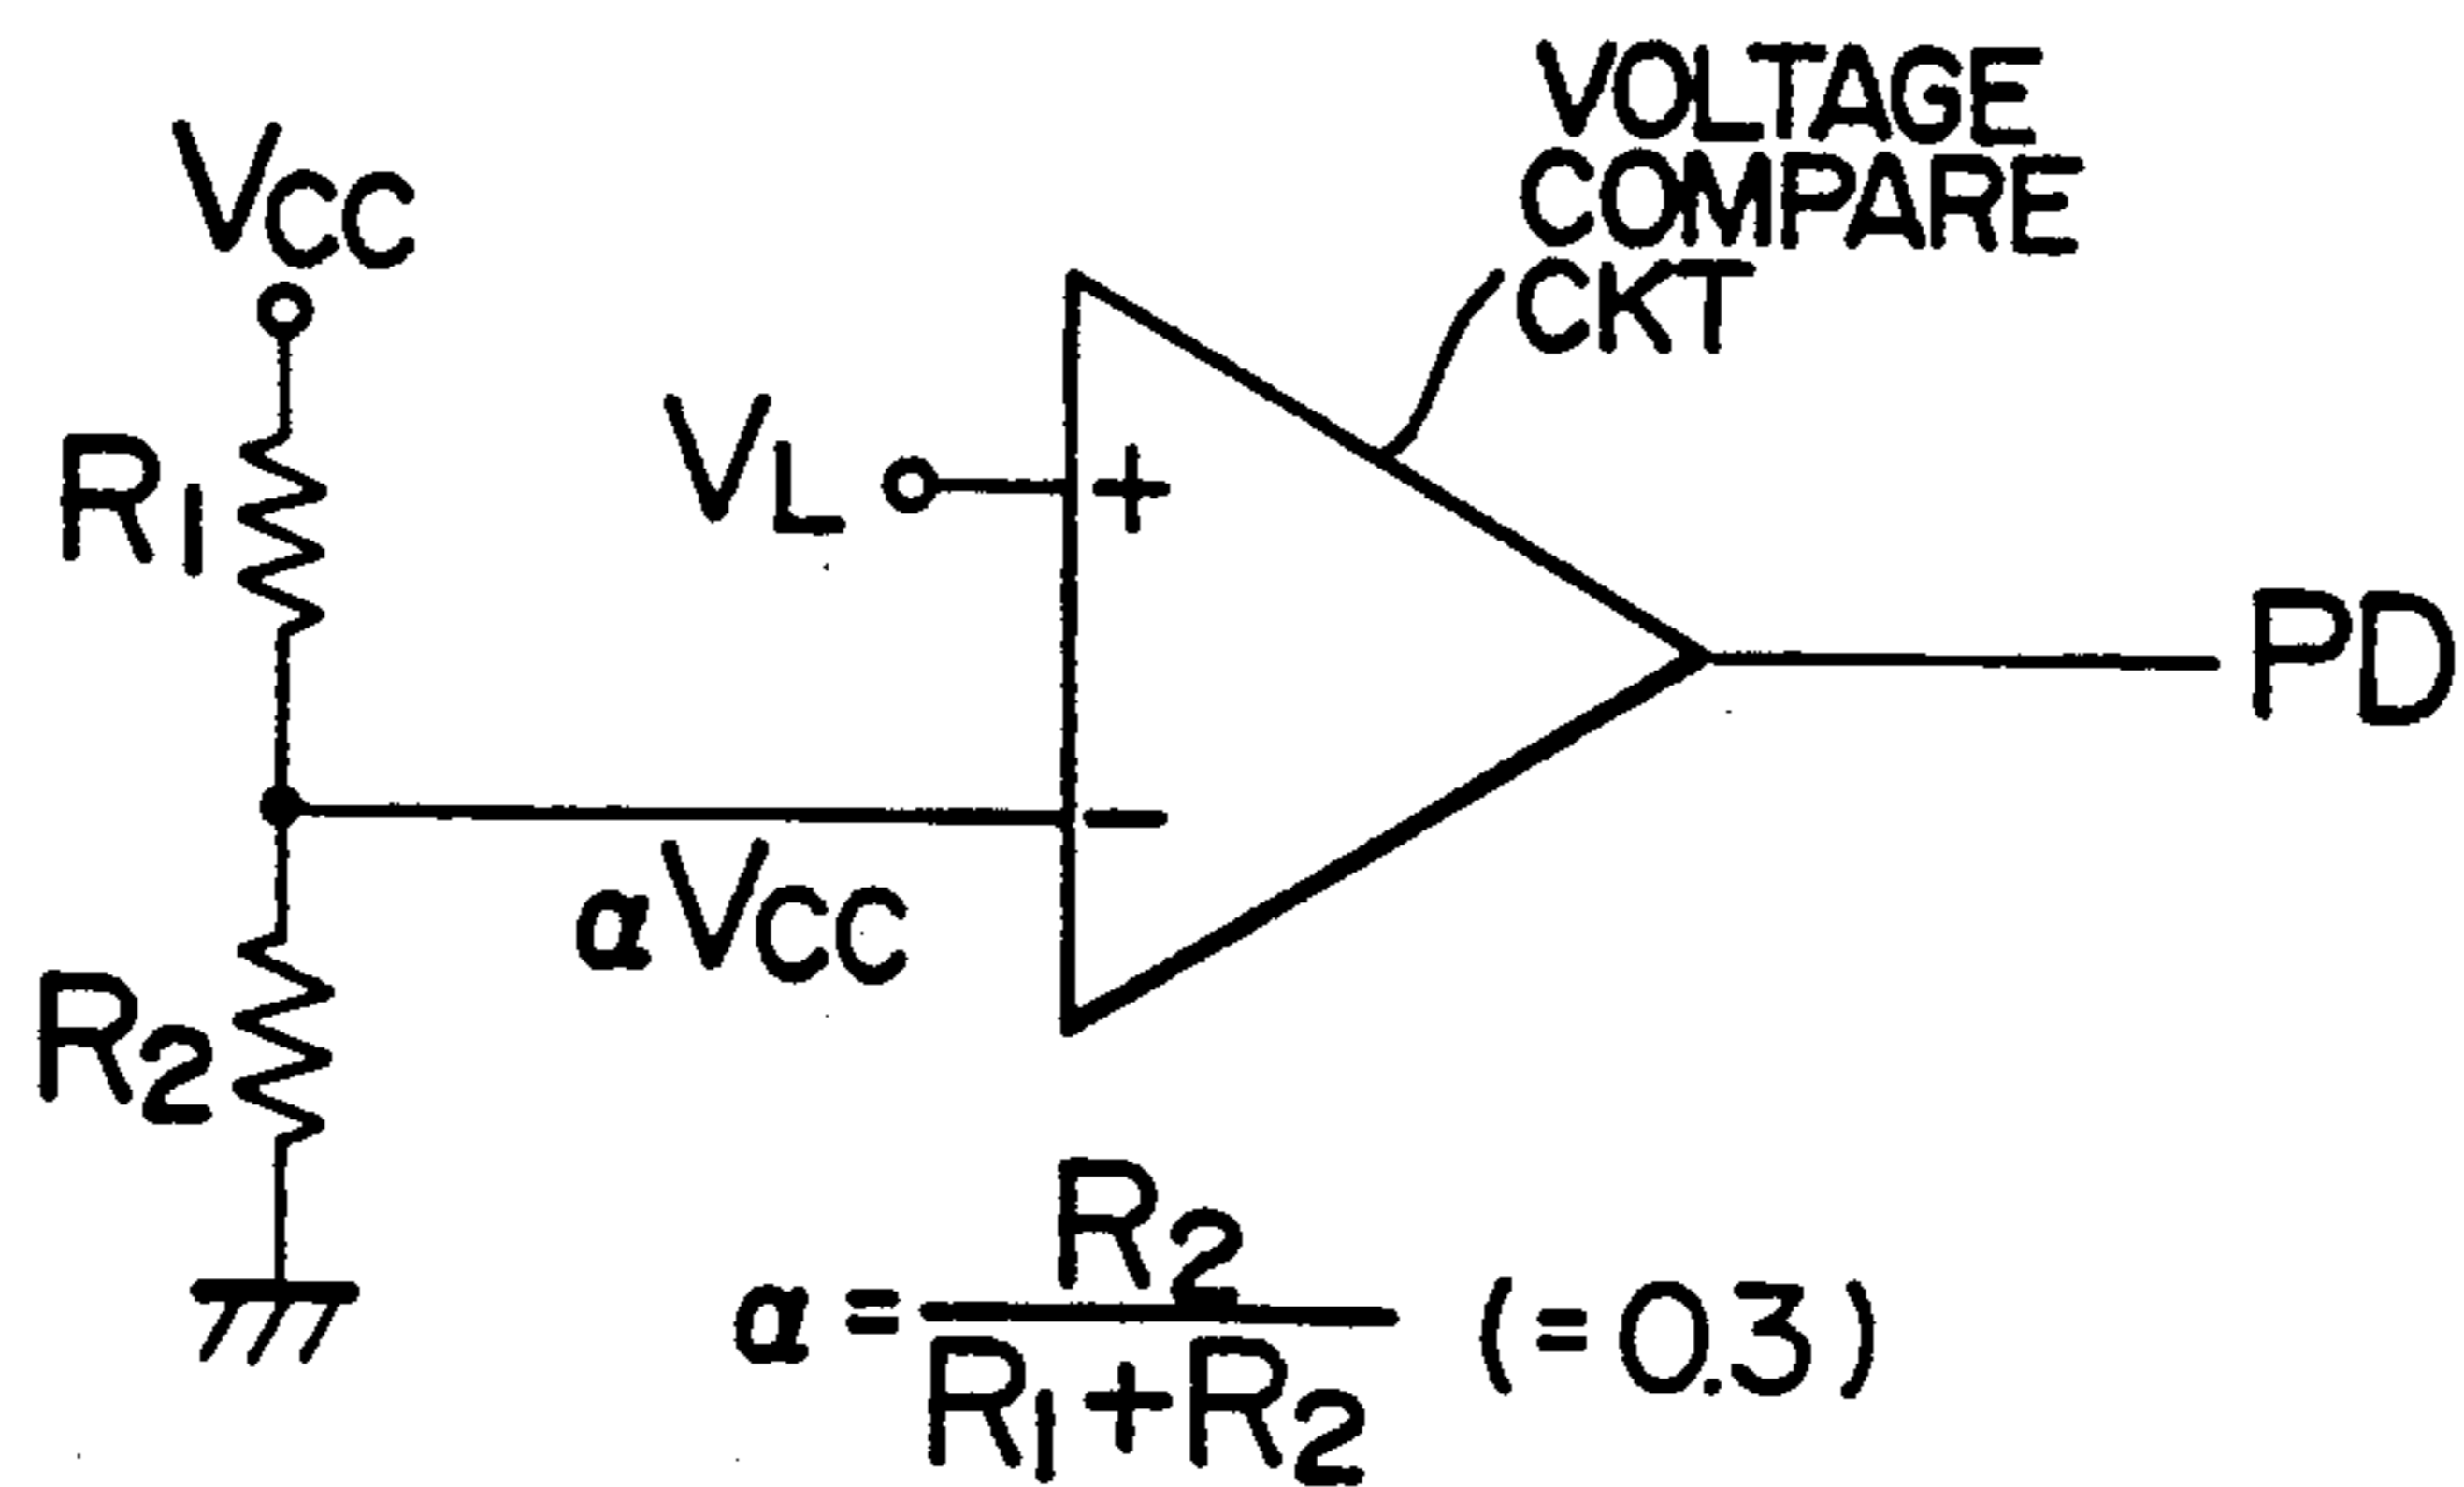 VOLTAGE
COMPARE
CKT
VCC
R1
VL
+
PD
−
αVCC
R2
α = R2 / R1+R2 (=0.3)